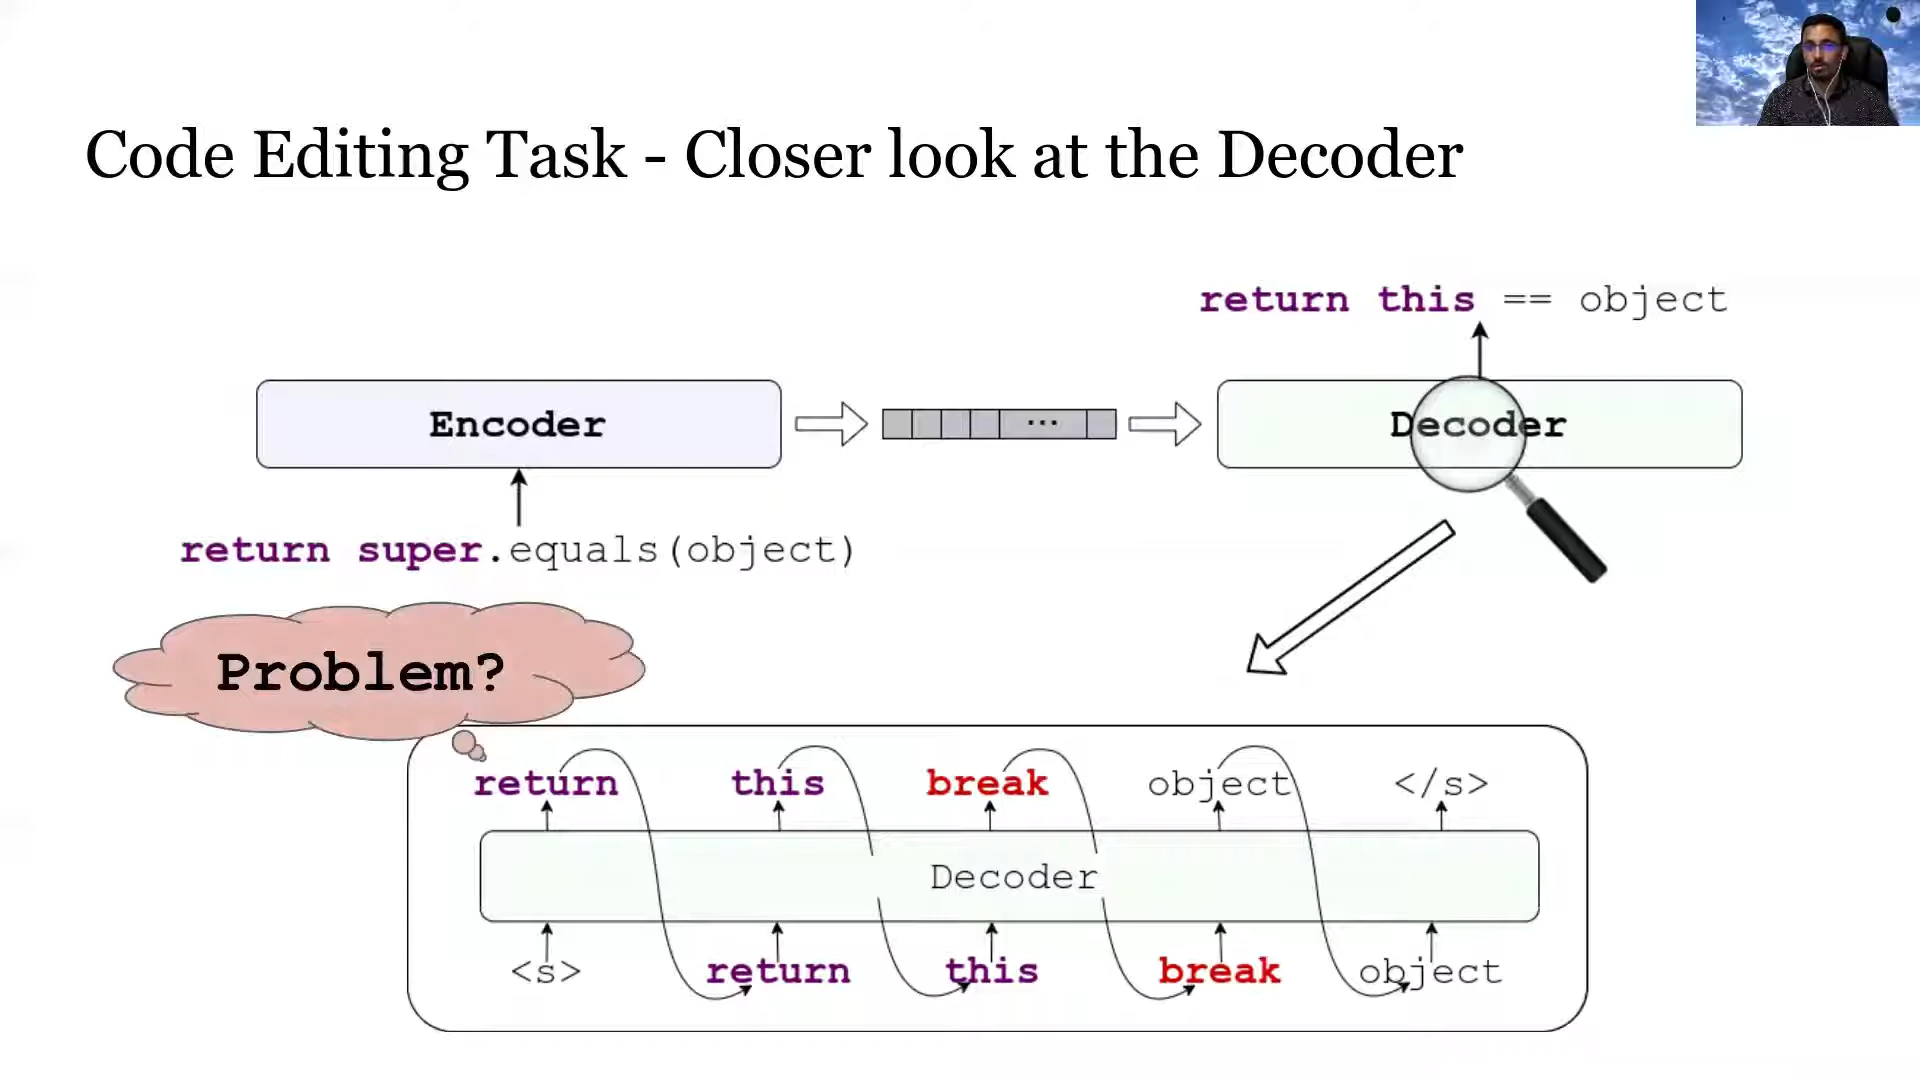 Code Editing Task - Closer look at the Decoder
return this == object
Encoder
...
Decoder
return super.equals(object)
Problem?
return this break object </s>
Decoder
<s> return this break object